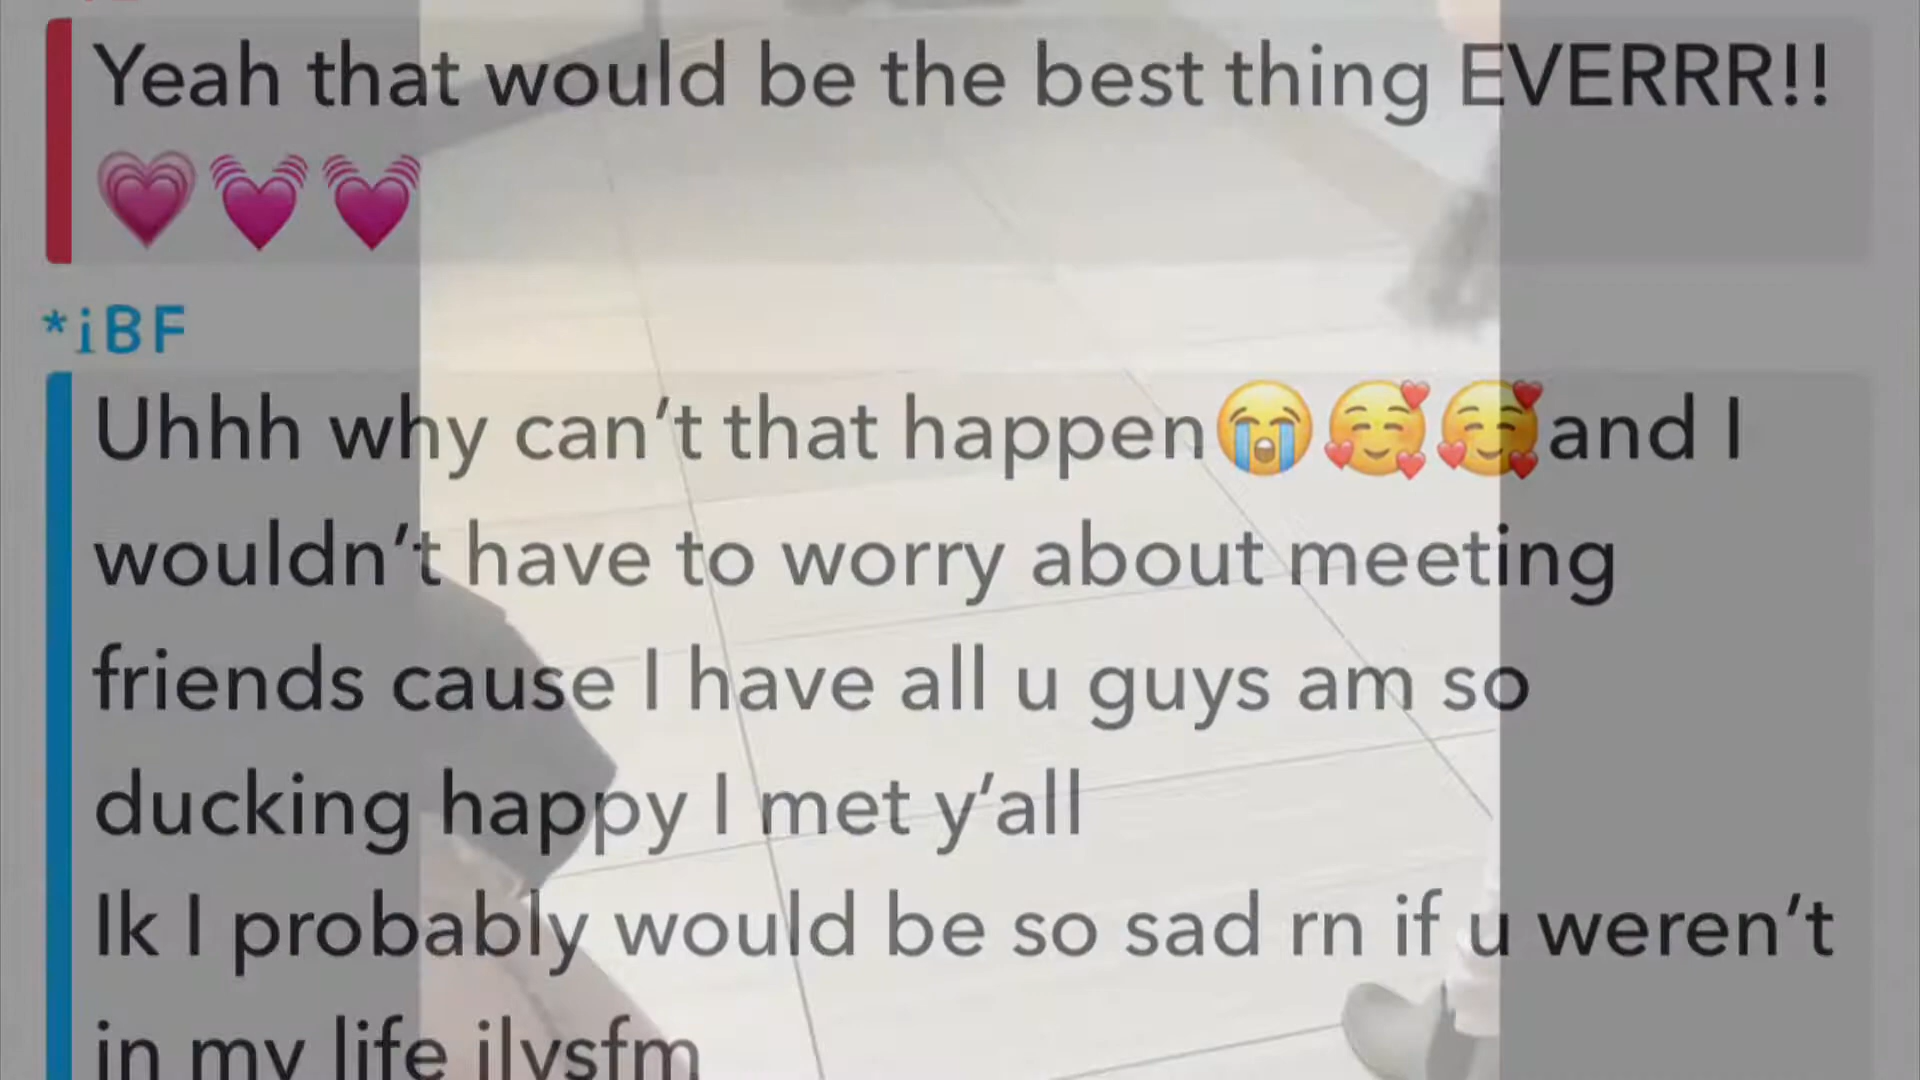 Yeah that would be the best thing EVERRR!!
💗💓💓
*iBF
Uhhh why can't that happen😭🥰🥰and I
wouldn't have to worry about meeting
friends cause I have all u guys am so
ducking happy I met y'all
Ik I probably would be so sad rn if u weren't
in my life ilysfm